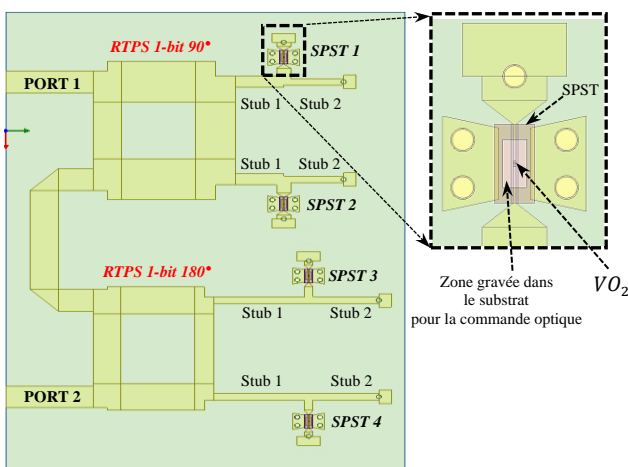 RTPS 1-bit 90°
SPST 1
PORT 1
Stub 1
Stub 2
Stub 1
Stub 2
SPST 2
RTPS 1-bit 180°
SPST 3
Stub 1
Stub 2
Stub 1
Stub 2
PORT 2
SPST 4
SPST
Zone gravée dans
le substrat
pour la commande optique
VO₂